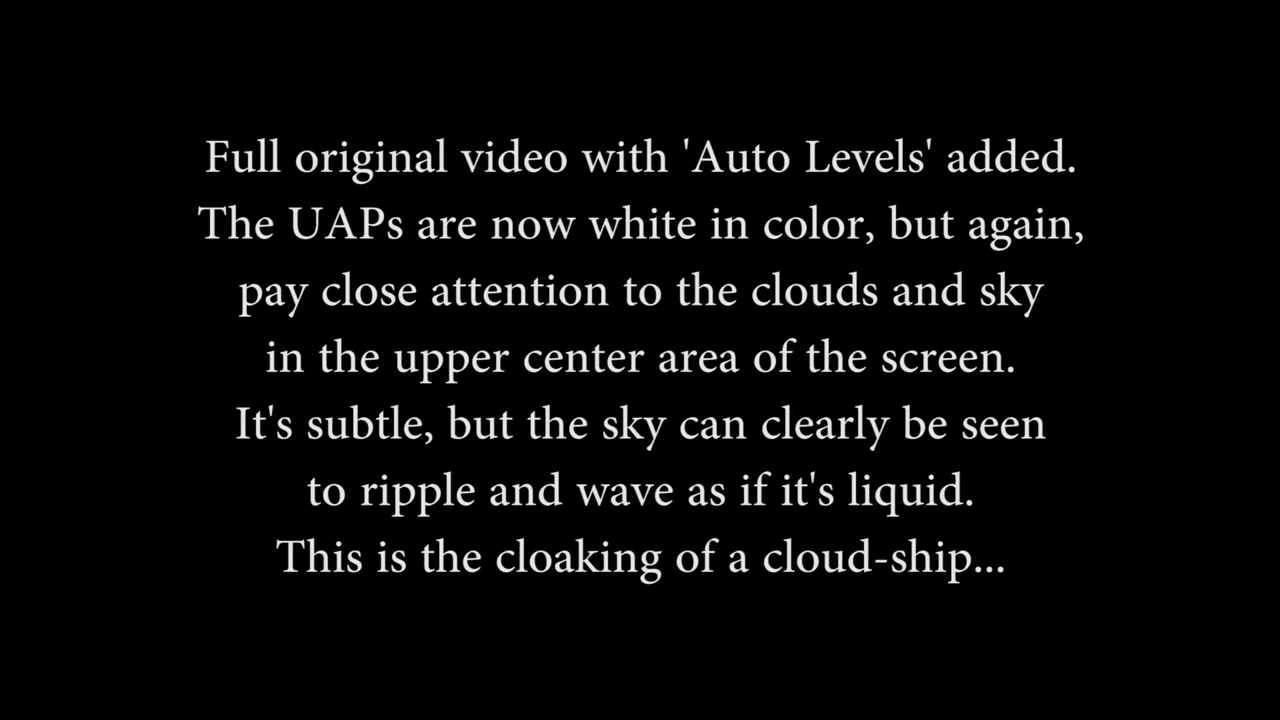 Full original video with 'Auto Levels' added.
The UAPs are now white in color, but again,
pay close attention to the clouds and sky
in the upper center area of the screen.
It's subtle, but the sky can clearly be seen
to ripple and wave as if it's liquid.
This is the cloaking of a cloud-ship...